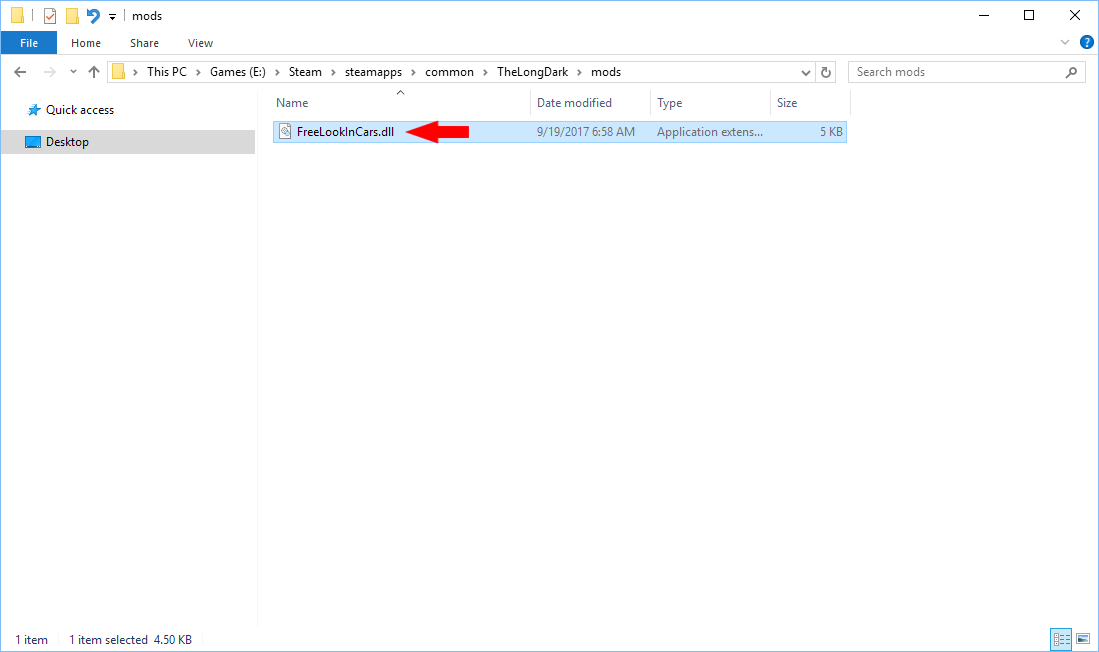 mods
File Home Share View
This PC Games (E:) Steam steamapps common TheLongDark mods Search mods
Quick access
Desktop
Name Date modified Type Size
FreeLookInCars.dll 9/19/2017 6:58 AM Application extens... 5 KB
1 item 1 item selected 4.50 KB